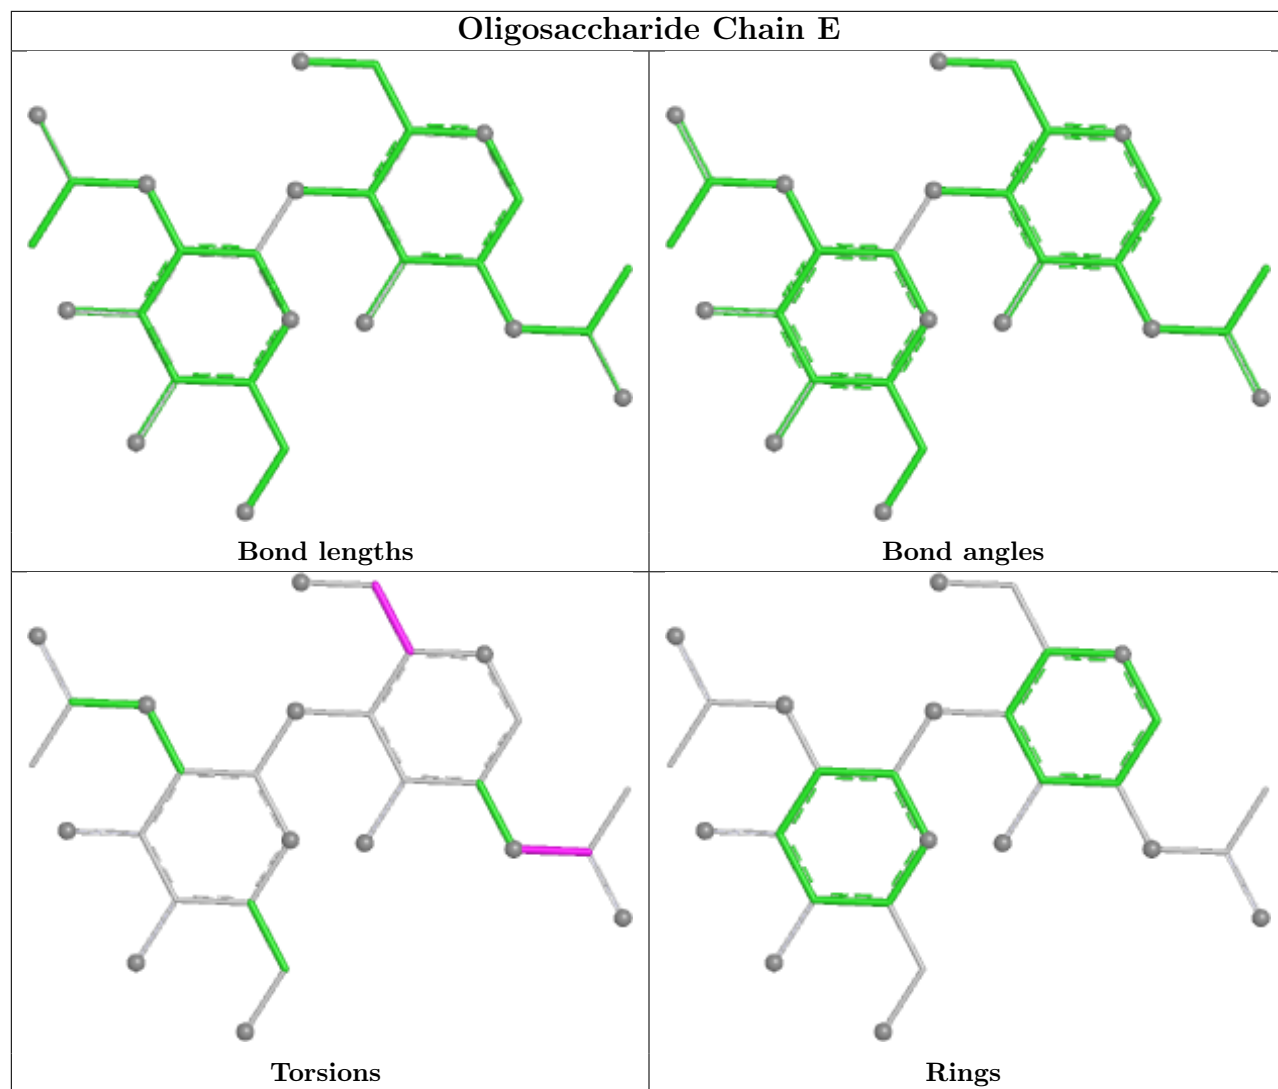 Oligosaccharide Chain E
Bond lengths
Bond angles
Torsions
Rings